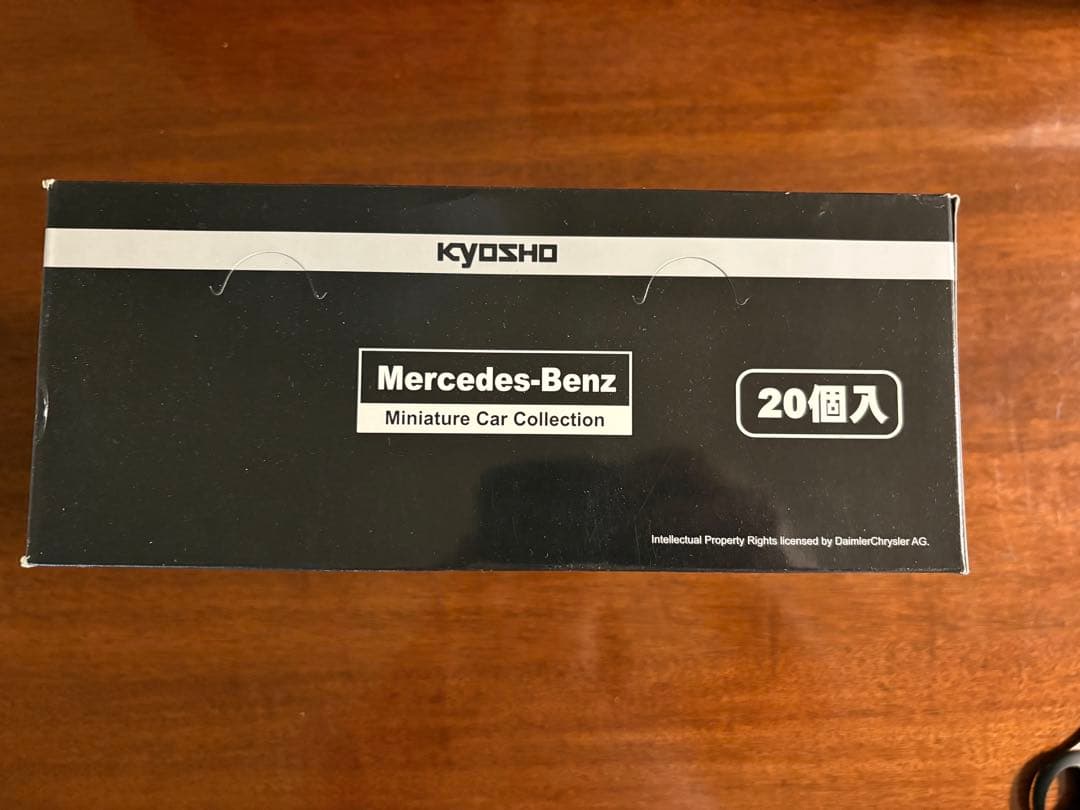 KYOSHO
Mercedes-Benz
Miniature Car Collection
20個入
Intellectual Property Rights licensed by DaimlerChrysler AG.